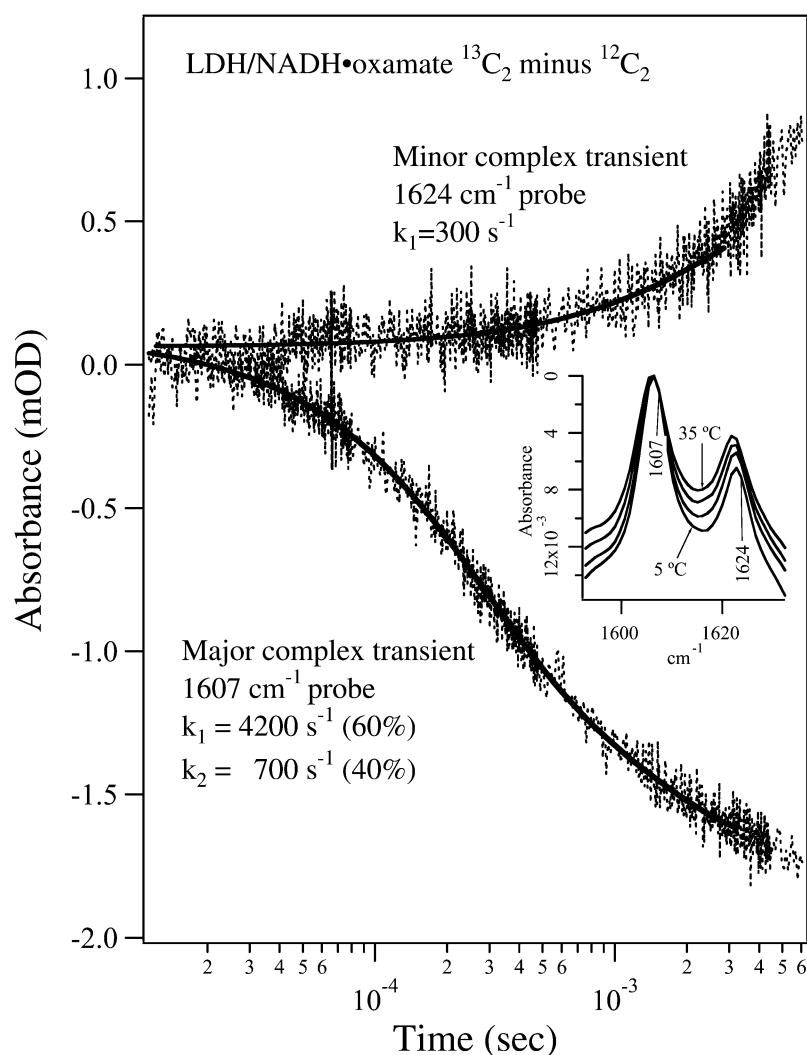 LDH/NADH•oxamate ¹³C₂ minus ¹²C₂
Minor complex transient
1624 cm⁻¹ probe
k₁=300 s⁻¹
Major complex transient
1607 cm⁻¹ probe
k₁ = 4200 s⁻¹ (60%)
k₂ = 700 s⁻¹ (40%)
Absorbance (mOD)
1.0
0.5
0.0
-0.5
-1.0
-1.5
-2.0
2 3 4 5 6 2 3 4 5 6 2 3 4 5 6
10⁻⁴ 10⁻³
Time (sec)
Absorbance
0
4
8
12x10⁻³
35 ºC
1607
5 ºC
1624
1600 1620
cm⁻¹